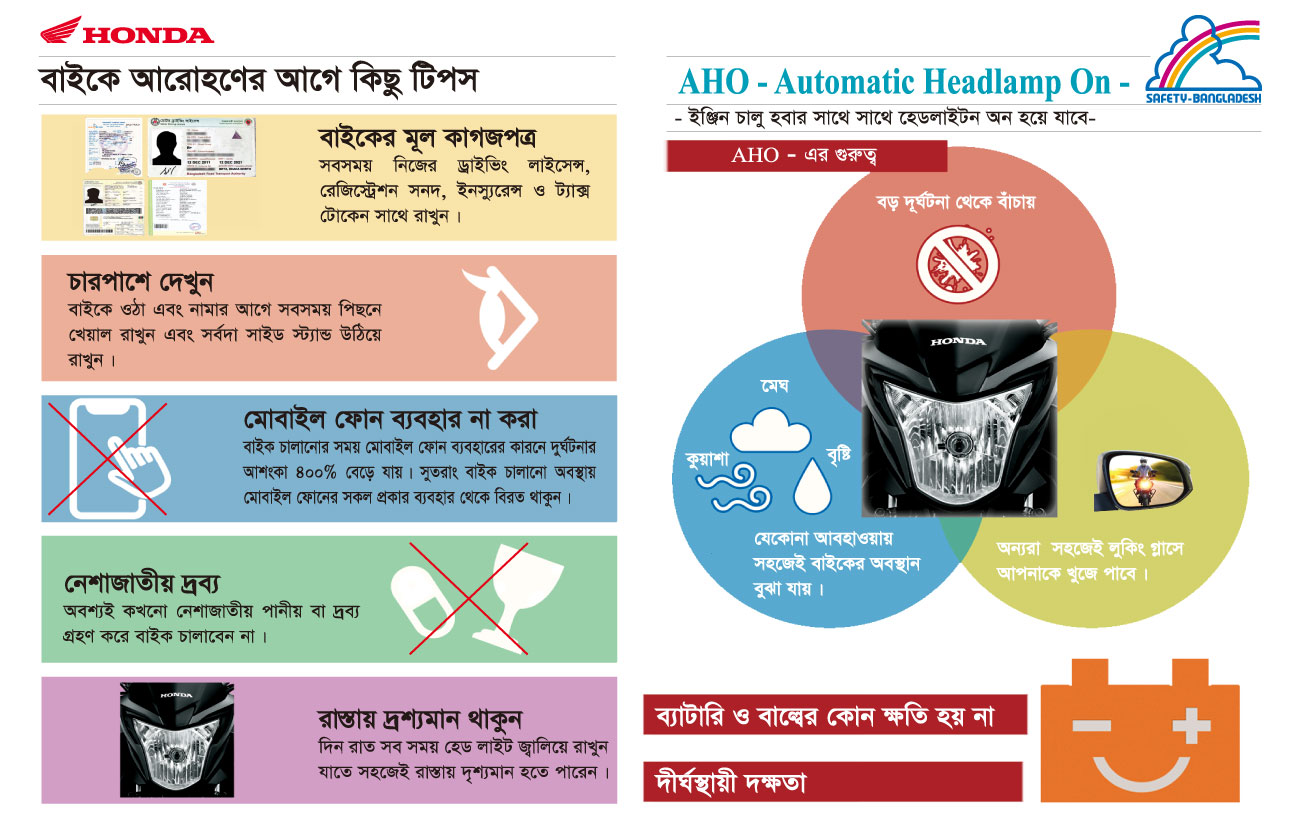 HONDA
বাইকে আরোহণের আগে কিছু টিপস
বাইকের মূল কাগজপত্র
সবসময় নিজের ড্রাইভিং লাইসেন্স,
রেজিস্ট্রেশন সনদ, ইনস্যুরেন্স ও ট্যাক্স
টোকেন সাথে রাখুন ।
চারপাশে দেখুন
বাইকে ওঠা এবং নামার আগে সবসময় পিছনে
খেয়াল রাখুন এবং সর্বদা সাইড স্ট্যান্ড উঠিয়ে
রাখুন ।
মোবাইল ফোন ব্যবহার না করা
বাইক চালানোর সময় মোবাইল ফোন ব্যবহারের কারনে দুর্ঘটনার
আশংকা ৪০০% বেড়ে যায় । সুতরাং বাইক চালানো অবস্থায়
মোবাইল ফোনের সকল প্রকার ব্যবহার থেকে বিরত থাকুন ।
নেশাজাতীয় দ্রব্য
অবশ্যই কখনো নেশাজাতীয় পানীয় বা দ্রব্য
গ্রহণ করে বাইক চালাবেন না ।
HONDA
রাস্তায় দ্রশ্যমান থাকুন
দিন রাত সব সময় হেড লাইট জ্বালিয়ে রাখুন
যাতে সহজেই রাস্তায় দৃশ্যমান হতে পারেন ।
AHO - Automatic Headlamp On -
SAFETY-BANGLADESH
- ইঞ্জিন চালু হবার সাথে সাথে হেডলাইটন অন হয়ে যাবে-
AHO - এর গুরুত্ব
বড় দূর্ঘটনা থেকে বাঁচায়
HONDA
মেঘ
কুয়াশা
বৃষ্টি
যেকোনা আবহাওয়ায়
সহজেই বাইকের অবস্থান
বুঝা যায় ।
অন্যরা সহজেই লুকিং গ্লাসে
আপনাকে খুজে পাবে ।
ব্যাটারি ও বাল্বের কোন ক্ষতি হয় না
দীর্ঘস্থায়ী দক্ষতা